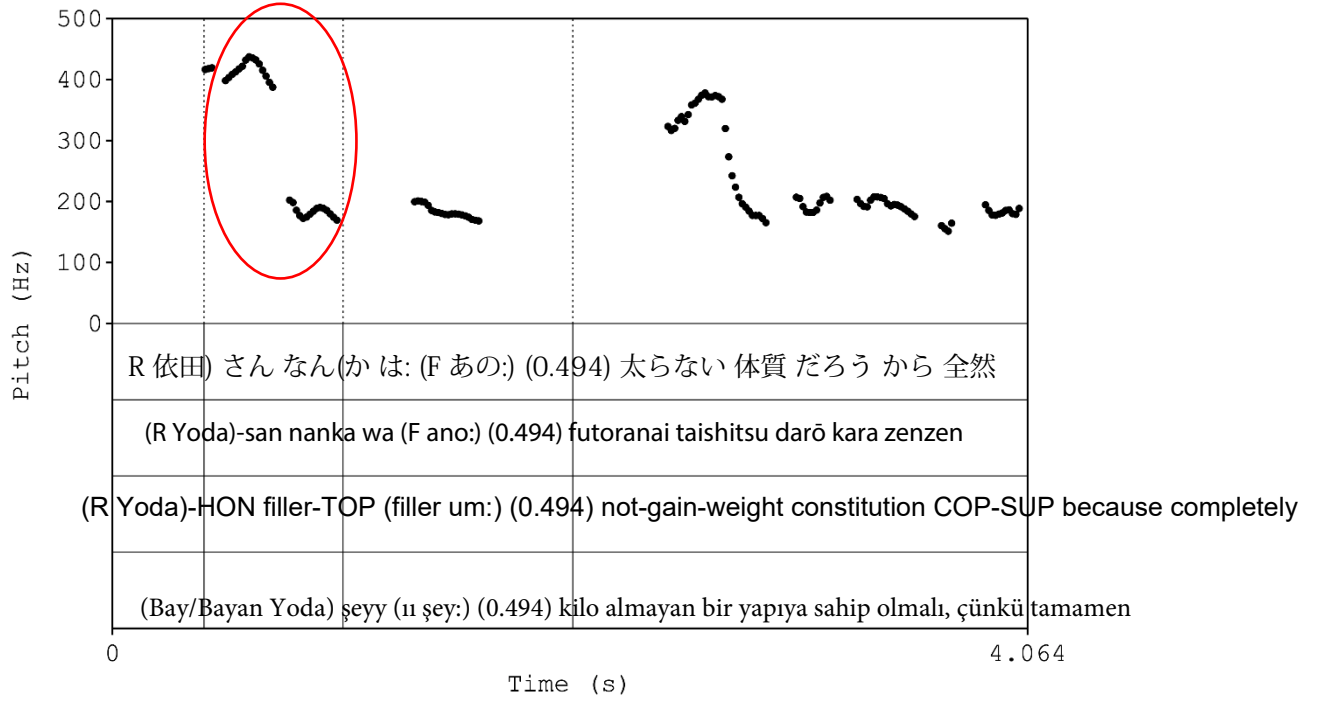 500
400
300
200
100
0
Pitch (Hz)
R 依田) さん なん(か は: (F あの:) (0.494) 太らない 体質 だろう から 全然
(R Yoda)-san nanka wa (F ano:) (0.494) futoranai taishitsu darō kara zenzen
(R Yoda)-HON filler-TOP (filler um:) (0.494) not-gain-weight constitution COP-SUP because completely
(Bay/Bayan Yoda) şeyy (ıı şey:) (0.494) kilo almayan bir yapıya sahip olmalı, çünkü tamamen
0 4.064
Time (s)